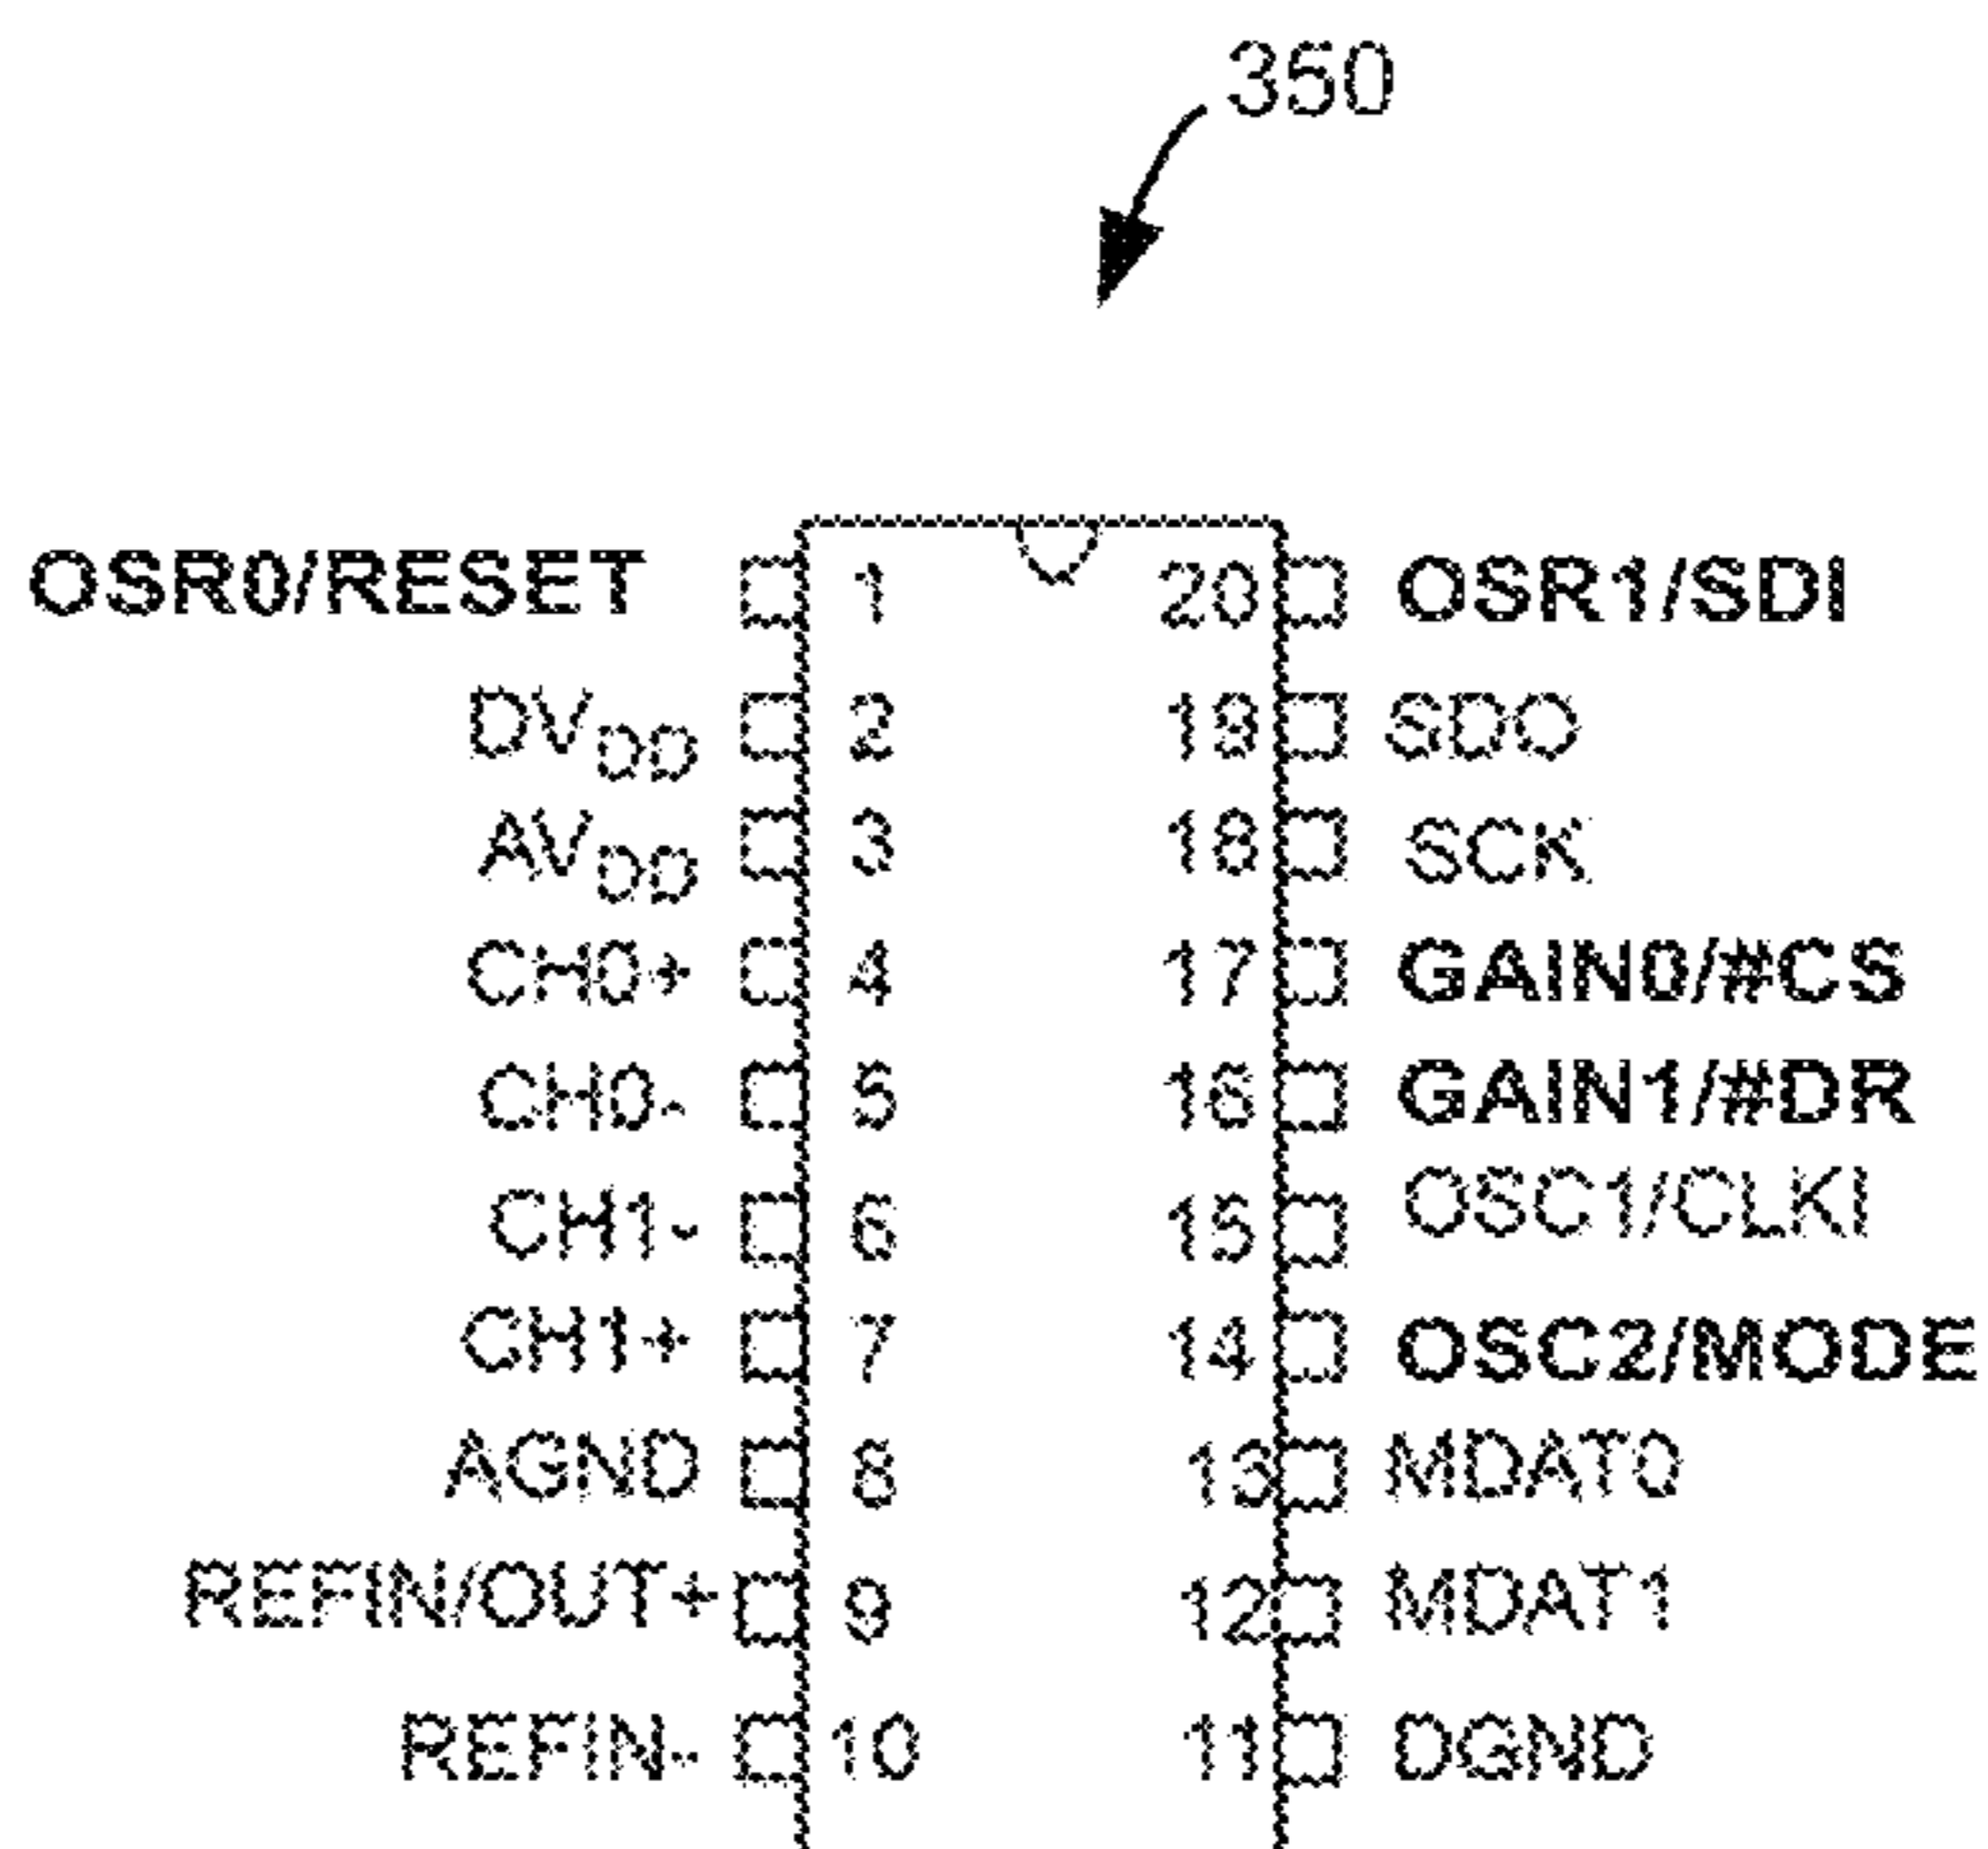 350
OSR0/RESET 1 20 OSR1/SDI
DVDD 2 19 SDO
AVDD 3 18 SCK
CH0+ 4 17 GAIN0/#CS
CH0- 5 16 GAIN1/#DR
CH1- 6 15 OSC1/CLKI
CH1+ 7 14 OSC2/MODE
AGND 8 13 MDAT0
REFIN/OUT+ 9 12 MDAT1
REFIN- 10 11 DGND